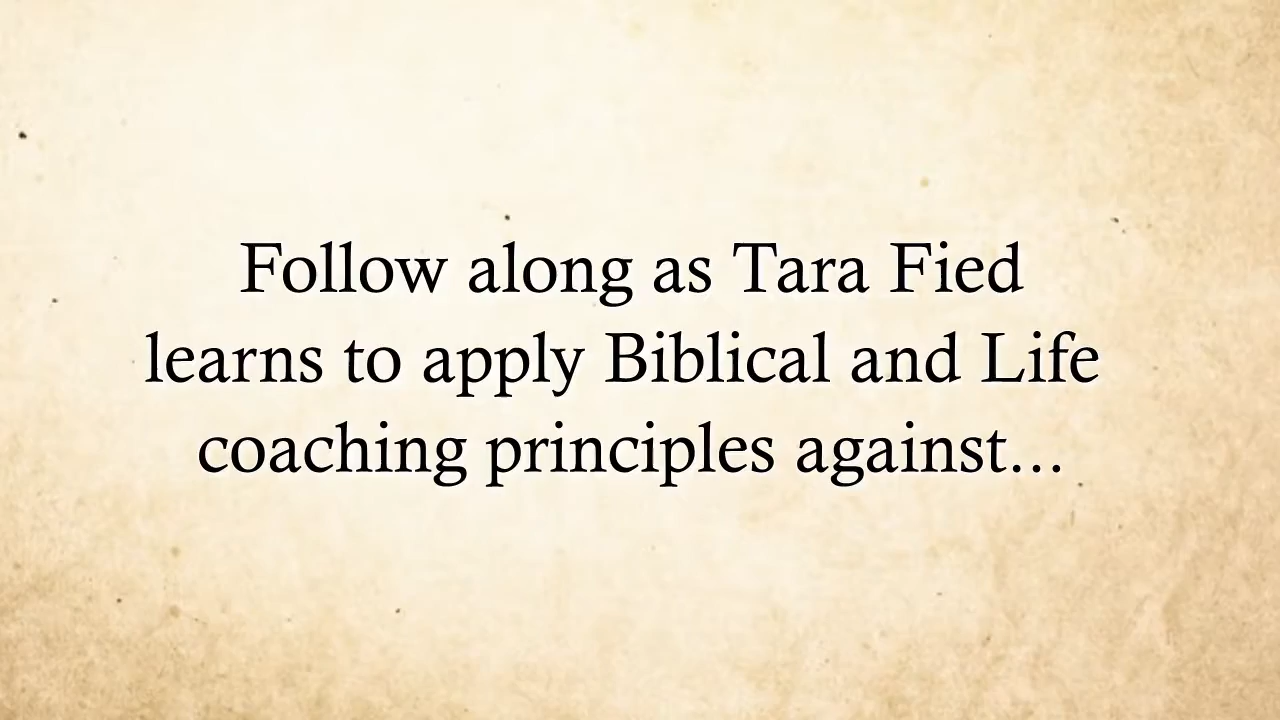 Follow along as Tara Fied
learns to apply Biblical and Life
coaching principles against...